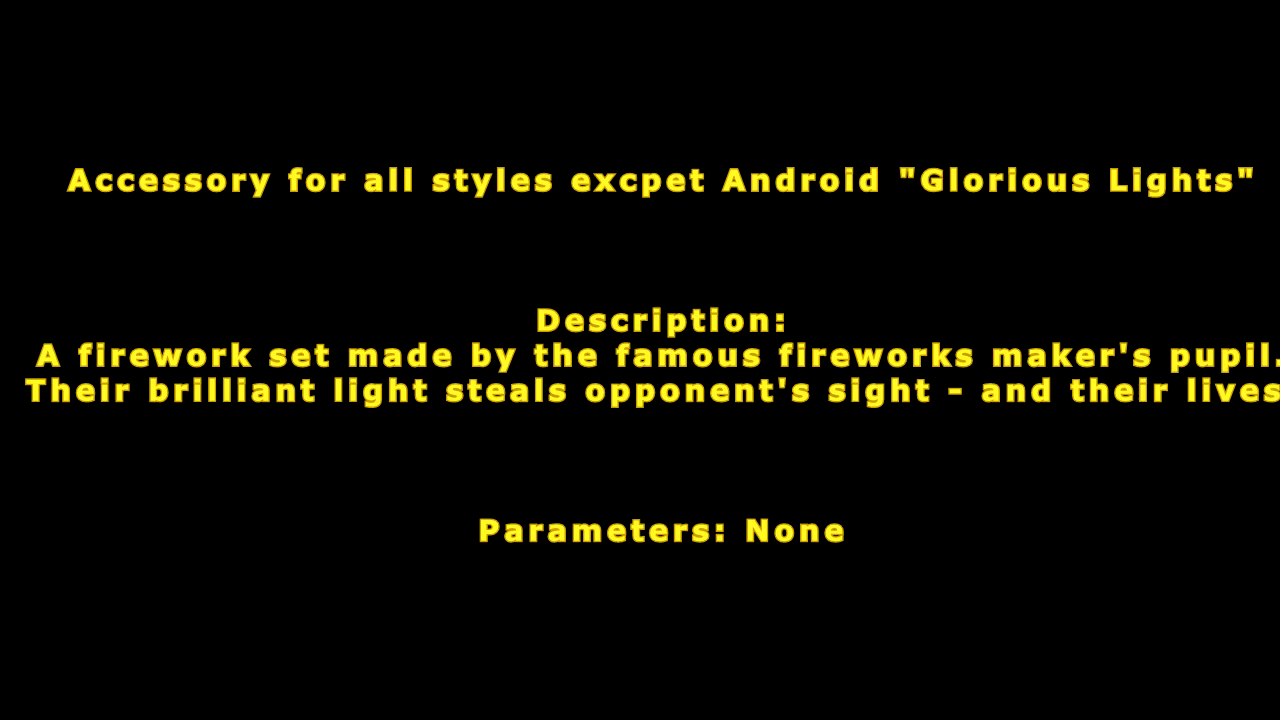 Accessory for all styles excpet Android "Glorious Lights"
Description:
A firework set made by the famous fireworks maker's pupil.
Their brilliant light steals opponent's sight - and their lives
Parameters: None